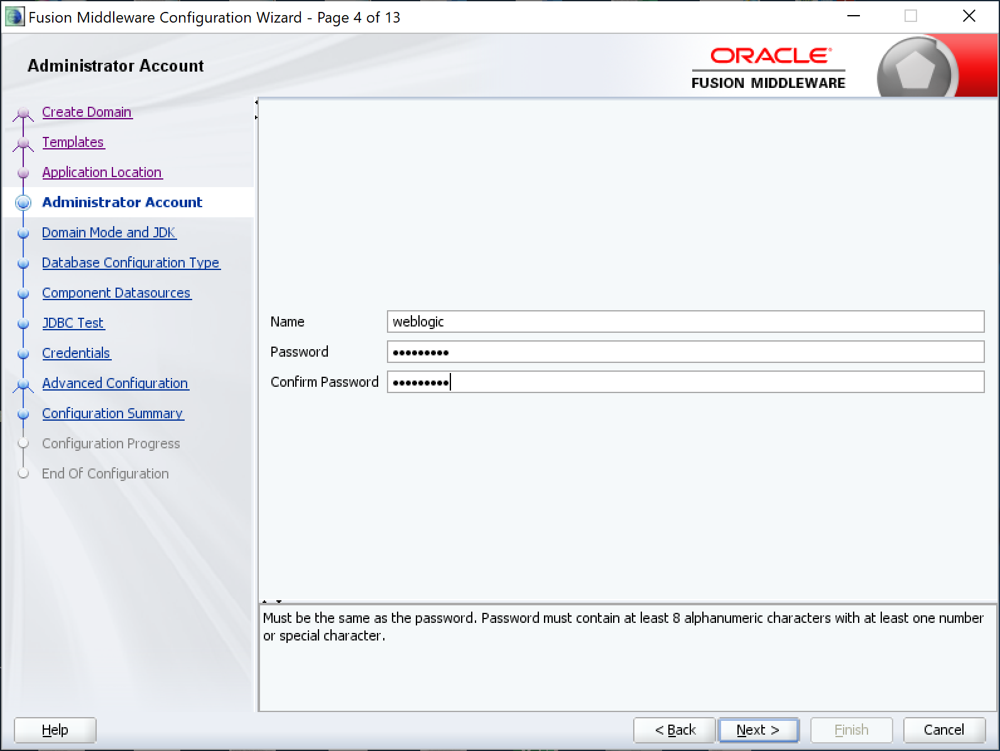 Fusion Middleware Configuration Wizard - Page 4 of 13
Administrator Account
ORACLE
FUSION MIDDLEWARE
Create Domain
Templates
Application Location
Administrator Account
Domain Mode and JDK
Database Configuration Type
Component Datasources
JDBC Test
Credentials
Advanced Configuration
Configuration Summary
Configuration Progress
End Of Configuration
Name weblogic
Password •••••••••
Confirm Password •••••••••
Must be the same as the password. Password must contain at least 8 alphanumeric characters with at least one number
or special character.
Help < Back Next > Finish Cancel